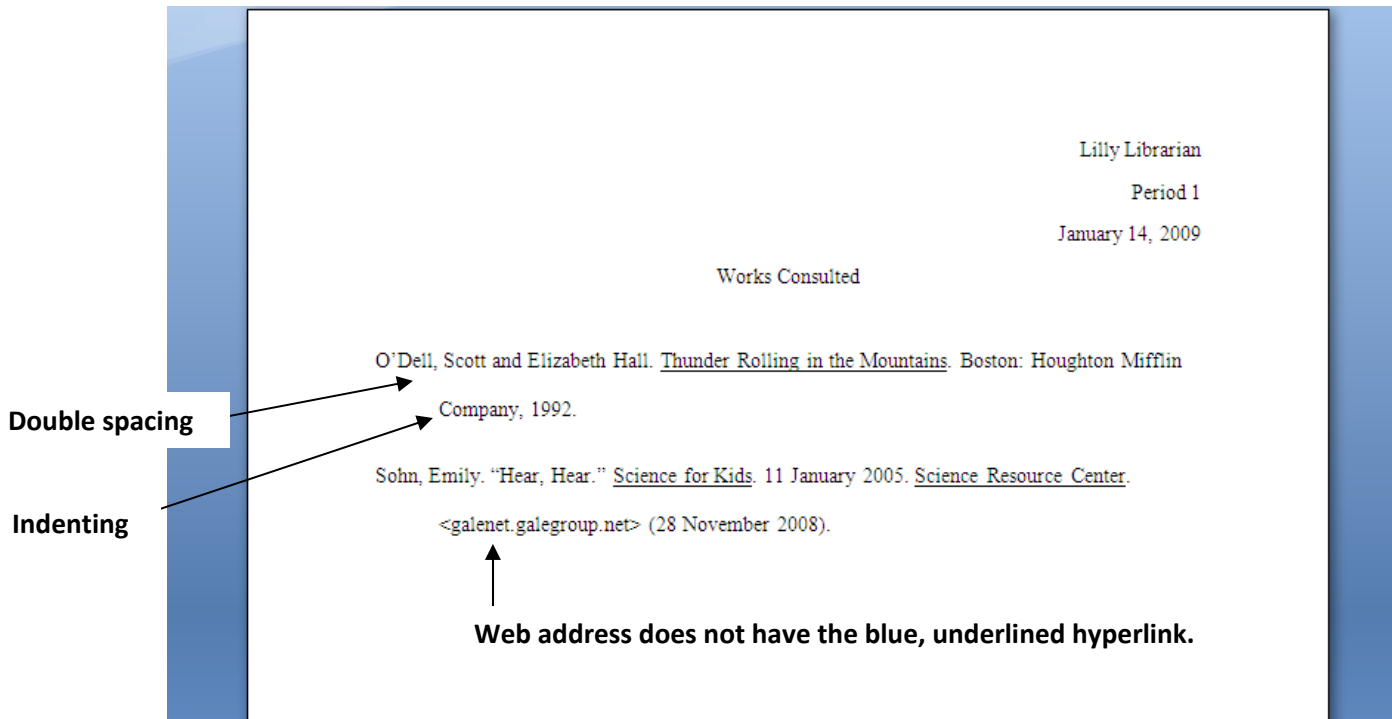 Lilly Librarian
Period 1
January 14, 2009
Works Consulted
O’Dell, Scott and Elizabeth Hall. Thunder Rolling in the Mountains. Boston: Houghton Mifflin
Double spacing
Company, 1992.
Sohn, Emily. “Hear, Hear.” Science for Kids. 11 January 2005. Science Resource Center.
Indenting
<galenet.galegroup.net> (28 November 2008).
Web address does not have the blue, underlined hyperlink.